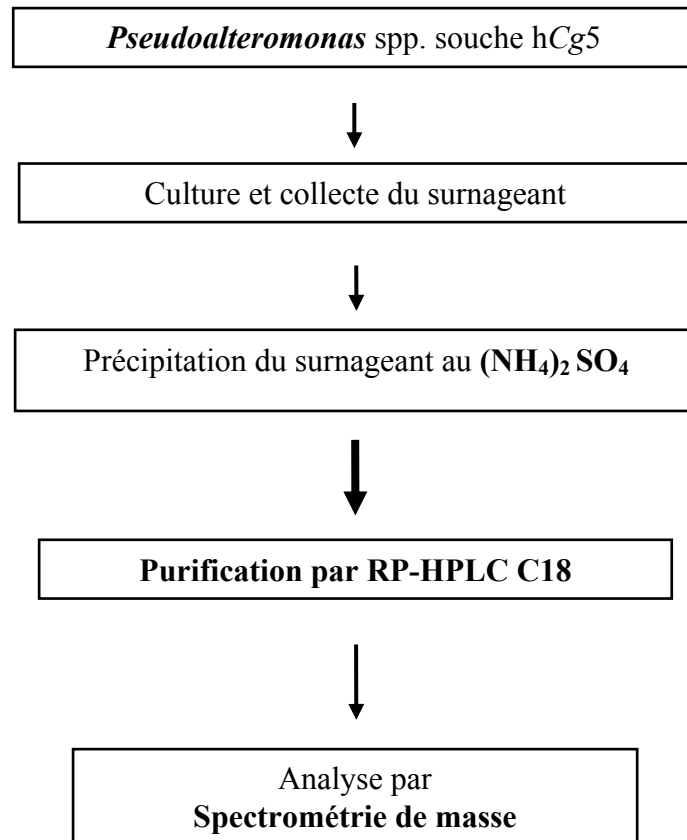 Pseudoalteromonas spp. souche hCg5
Culture et collecte du surnageant
Précipitation du surnageant au (NH₄)₂ SO₄
Purification par RP-HPLC C18
Analyse par
Spectrométrie de masse